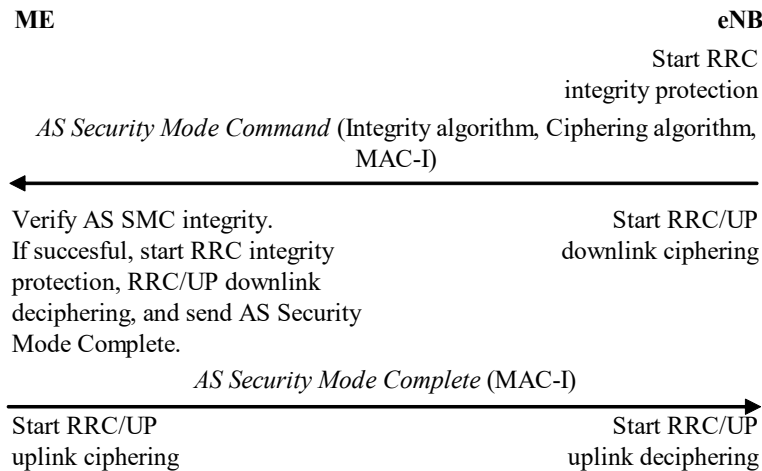 ME eNB
Start RRC
integrity protection
AS Security Mode Command (Integrity algorithm, Ciphering algorithm,
MAC-I)
Verify AS SMC integrity.
If succesful, start RRC integrity
protection, RRC/UP downlink
deciphering, and send AS Security
Mode Complete.
Start RRC/UP
downlink ciphering
AS Security Mode Complete (MAC-I)
Start RRC/UP
uplink ciphering
Start RRC/UP
uplink deciphering